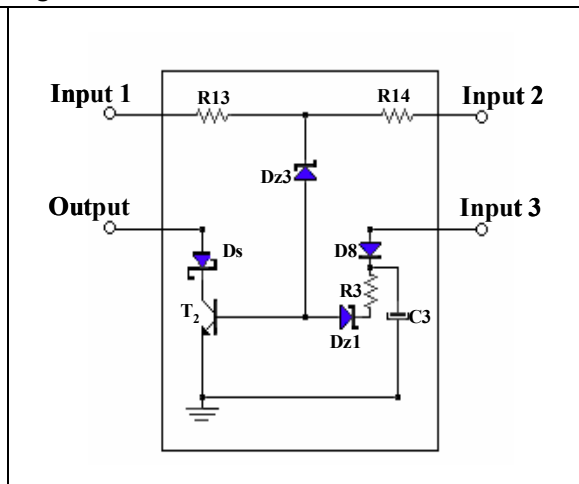 Input 1
R13
R14
Input 2
Dz3
Output
Input 3
Ds
D8
R3
T2
C3
Dz1